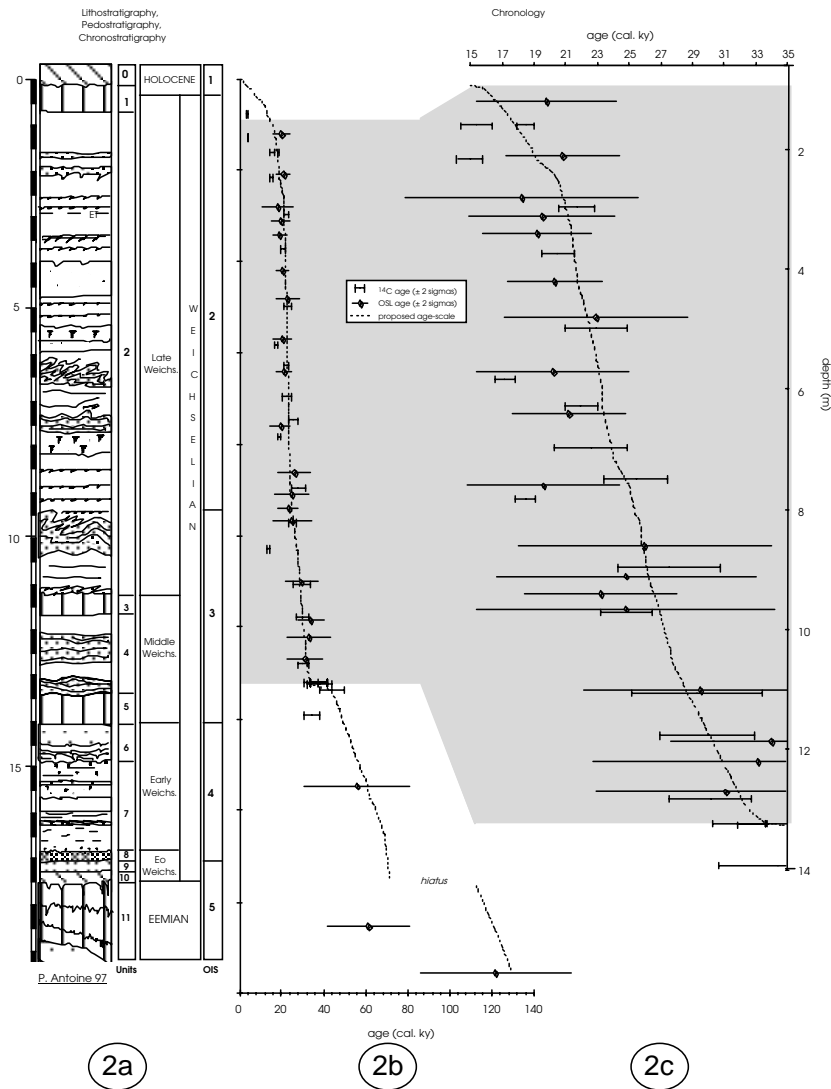 Lithostratigraphy,
Pedostratigraphy,
Chronostratigraphy
Chronology
age (cal. ky)
15 17 19 21 23 25 27 29 31 33 35
0
5
10
15
ET
0
1
2
3
4
5
6
7
8
9
10
11
Units
HOLOCENE
Late
Weichs.
Middle
Weichs.
Early
Weichs.
Eo
Weichs.
EEMIAN
WEICHSELIAN
1
2
3
4
5
OIS
P. Antoine 97
14C age (± 2 sigmas)
OSL age (± 2 sigmas)
proposed age-scale
hiatus
0 20 40 60 80 100 120 140
age (cal. ky)
2
4
6
8
10
12
14
depth (m)
2a
2b
2c